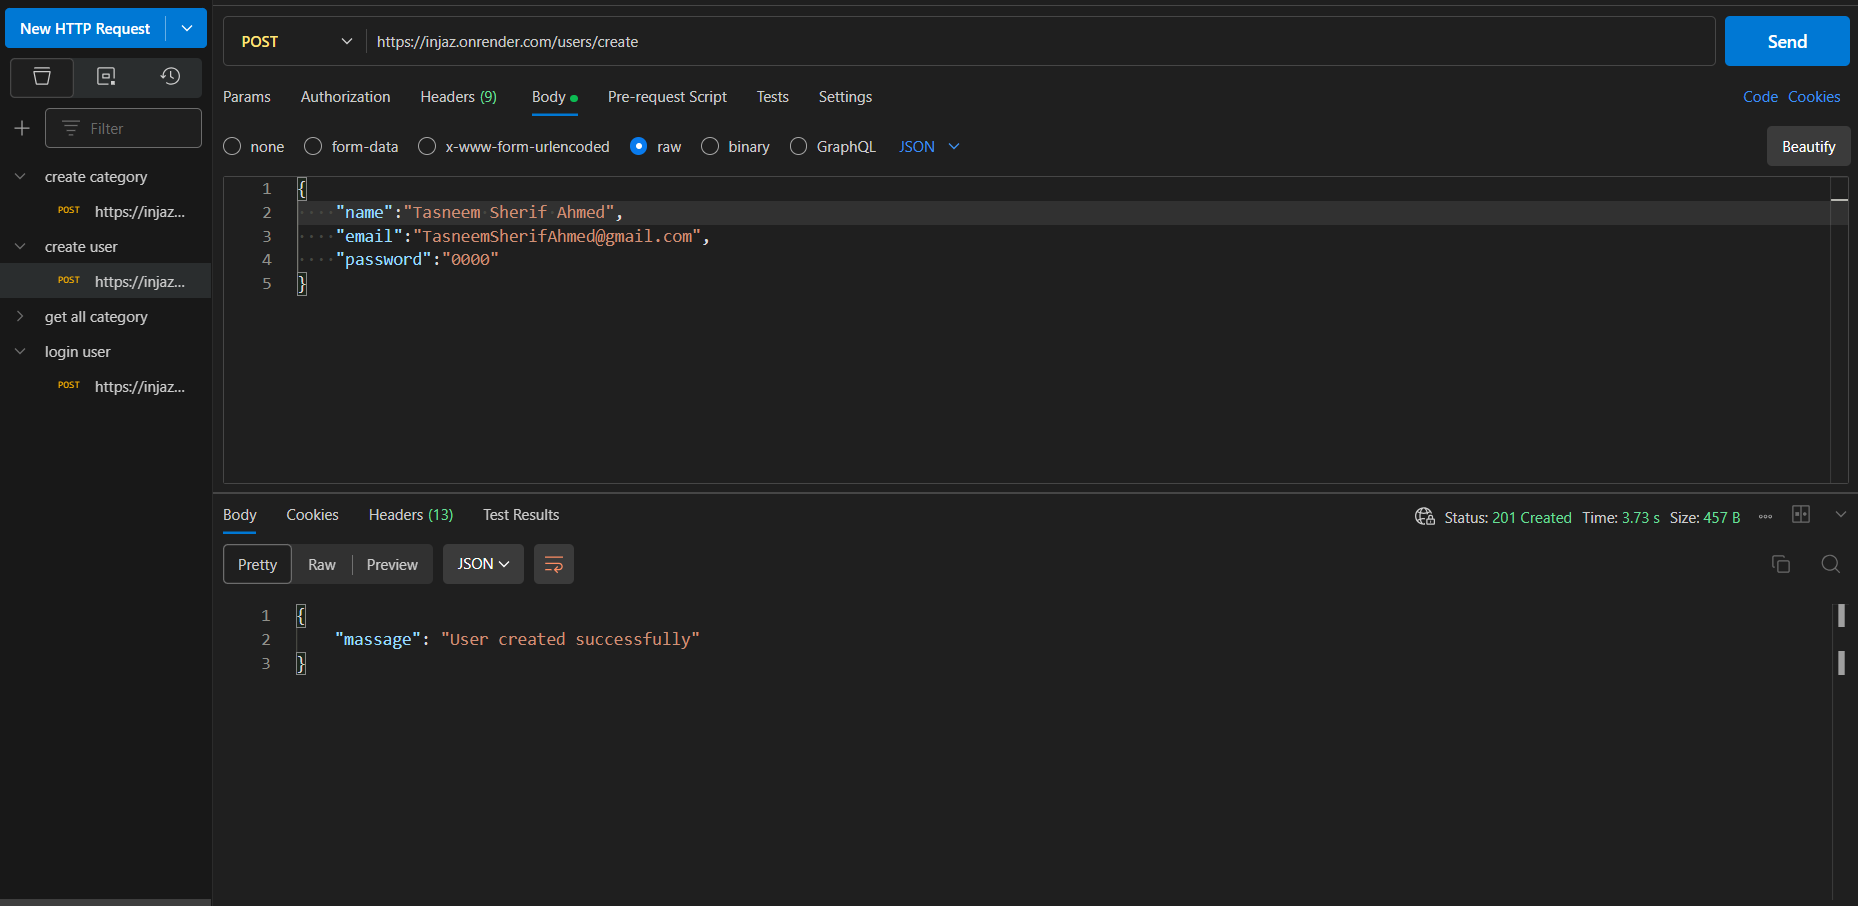 New HTTP Request
Filter
create category
POST https://injaz...
create user
POST https://injaz...
get all category
login user
POST https://injaz...
POST https://injaz.onrender.com/users/create Send
Params Authorization Headers (9) Body Pre-request Script Tests Settings Code Cookies
none form-data x-www-form-urlencoded raw binary GraphQL JSON Beautify
1 {
2 "name":"Tasneem Sherif Ahmed",
3 "email":"TasneemSherifAhmed@gmail.com",
4 "password":"0000"
5 }
Body Cookies Headers (13) Test Results Status: 201 Created Time: 3.73 s Size: 457 B
Pretty Raw Preview JSON
1 {
2 "massage": "User created successfully"
3 }